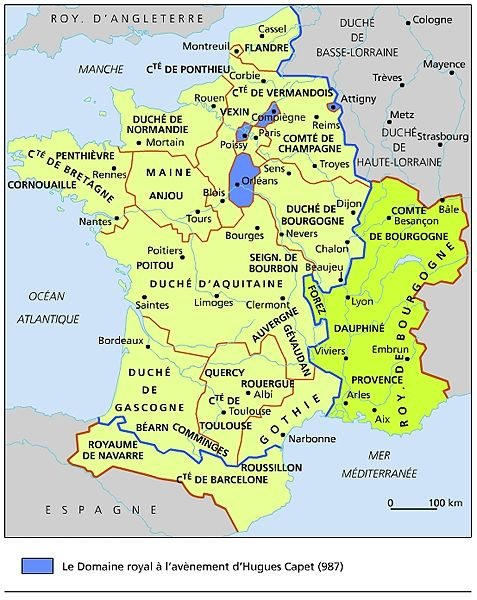 ROY. D'ANGLETERRE
MANCHE
Cassel
Montreuil
FLANDRE
CTÉ DE PONTHIEU
Corbie
CTÉ DE VERMANDOIS
Rouen
VEXIN
Compiègne
Attigny
Reims
Poissy
Paris
CTÉ DE
CHAMPAGNE
COMTÉ DE
Troyes
Sens
DUCHÉ
DE
BASSE-LORRAINE
Cologne
Mayence
Trèves
Metz
DUCHÉ
DE
HAUTE-LORRAINE
Strasbourg
DUCHÉ DE
NORMANDIE
Mortain
PENTHIÈVRE
CTÉ DE BRETAGNE
Rennes
CORNOUAILLE
MAINE
ANJOU
Blois
Orléans
Tours
Nantes
DUCHÉ DE
BOURGOGNE
Dijon
Nevers
Chalon
Bourges
Beaujeu
COMTÉ
Besançon
DE BOURGOGNE
Bâle
ROY. DE BOURGOGNE
Poitiers
POITOU
SEIGN. DE
BOURBON
DUCHÉ D'AQUITAINE
OCÉAN
ATLANTIQUE
Saintes
Limoges
Clermont
FOREZ
Lyon
AUVERGNE
GÉVAUDAN
DAUPHINÉ
Viviers
Embrun
PROVENCE
Arles
Aix
Bordeaux
DUCHÉ
DE
GASCOGNE
QUERCY
ROUERGUE
Albi
CTÉ DE
Toulouse
TOULOUSE
GOTHIE
Narbonne
BÉARN
COMMINGES
ROYAUME
DE NAVARRE
ROUSSILLON
CTÉ DE BARCELONE
MER
MÉDITERRANÉE
ESPAGNE
0 100 km
Le Domaine royal à l'avènement d'Hugues Capet (987)